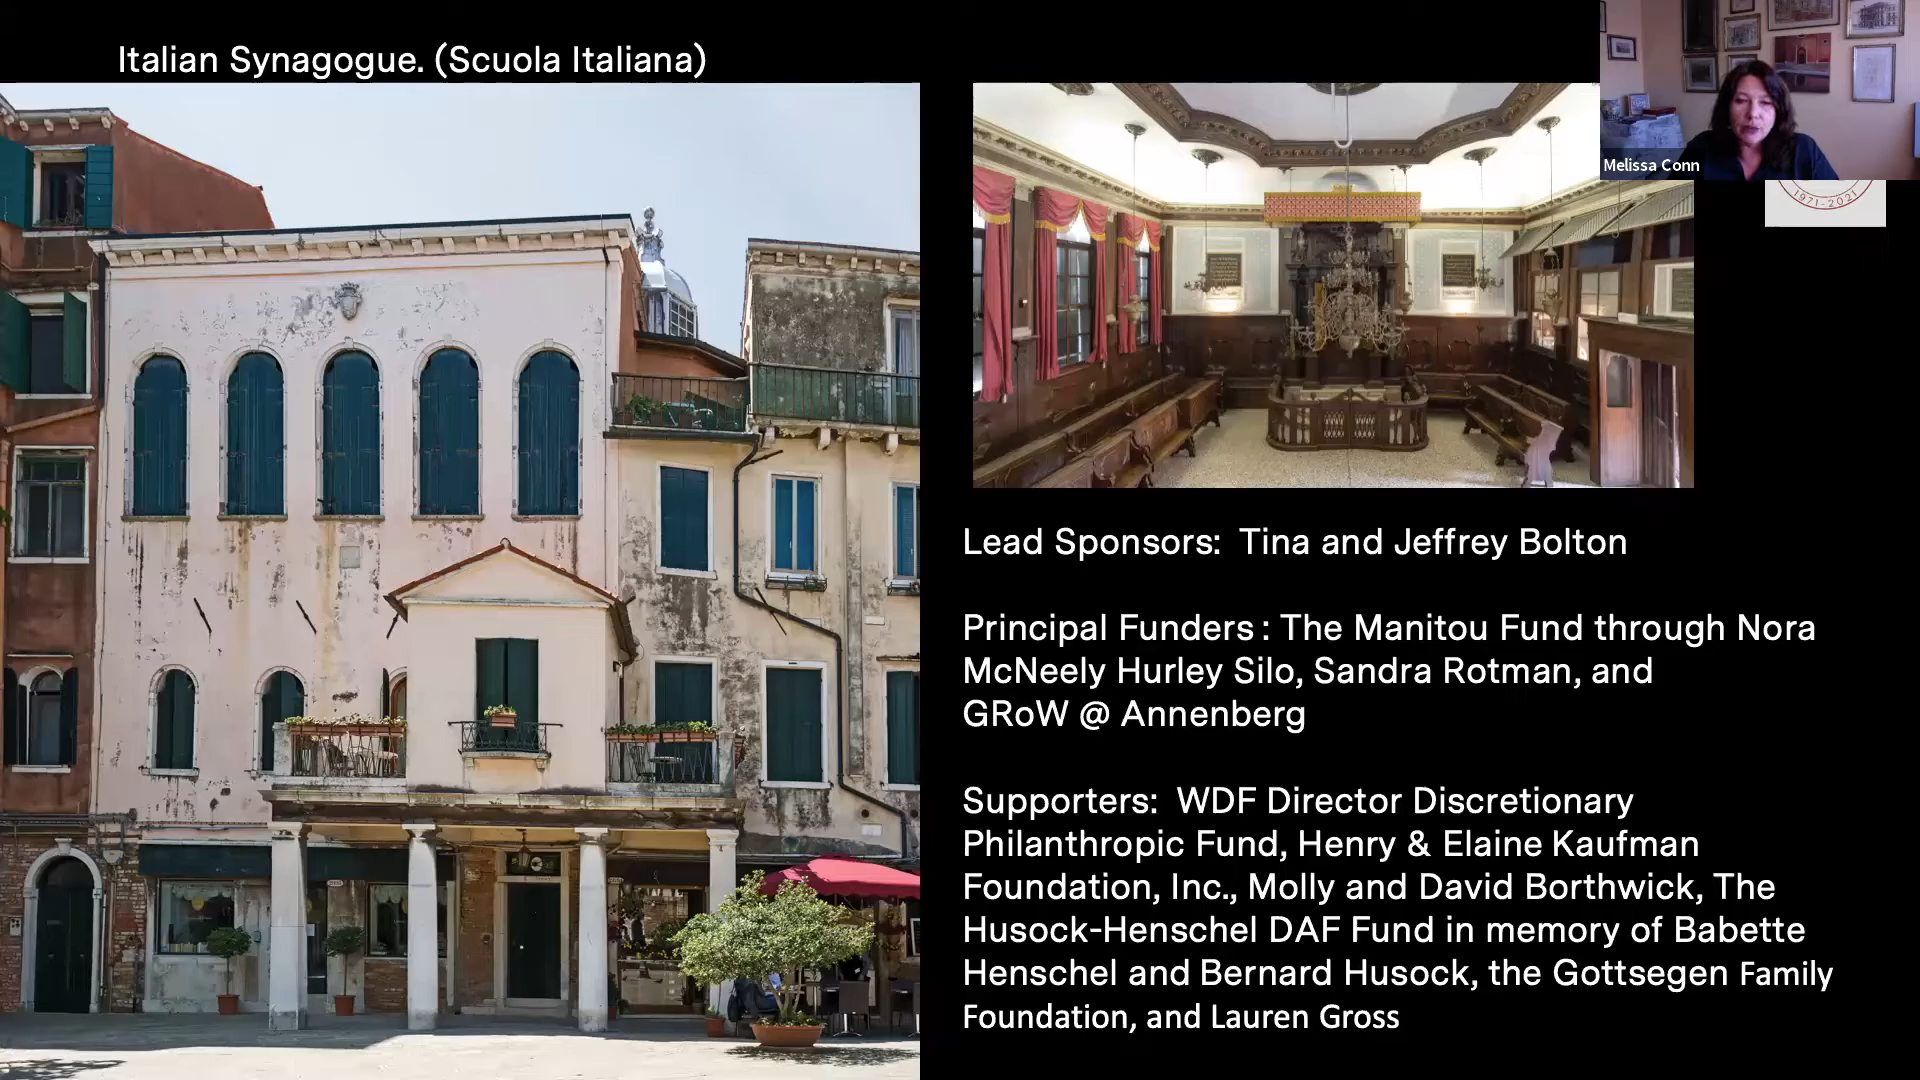 Italian Synagogue. (Scuola Italiana)
Melissa Conn
1971-2021
Lead Sponsors: Tina and Jeffrey Bolton
Principal Funders : The Manitou Fund through Nora
McNeely Hurley Silo, Sandra Rotman, and
GRoW @ Annenberg
Supporters: WDF Director Discretionary
Philanthropic Fund, Henry & Elaine Kaufman
Foundation, Inc., Molly and David Borthwick, The
Husock-Henschel DAF Fund in memory of Babette
Henschel and Bernard Husock, the Gottsegen Family
Foundation, and Lauren Gross